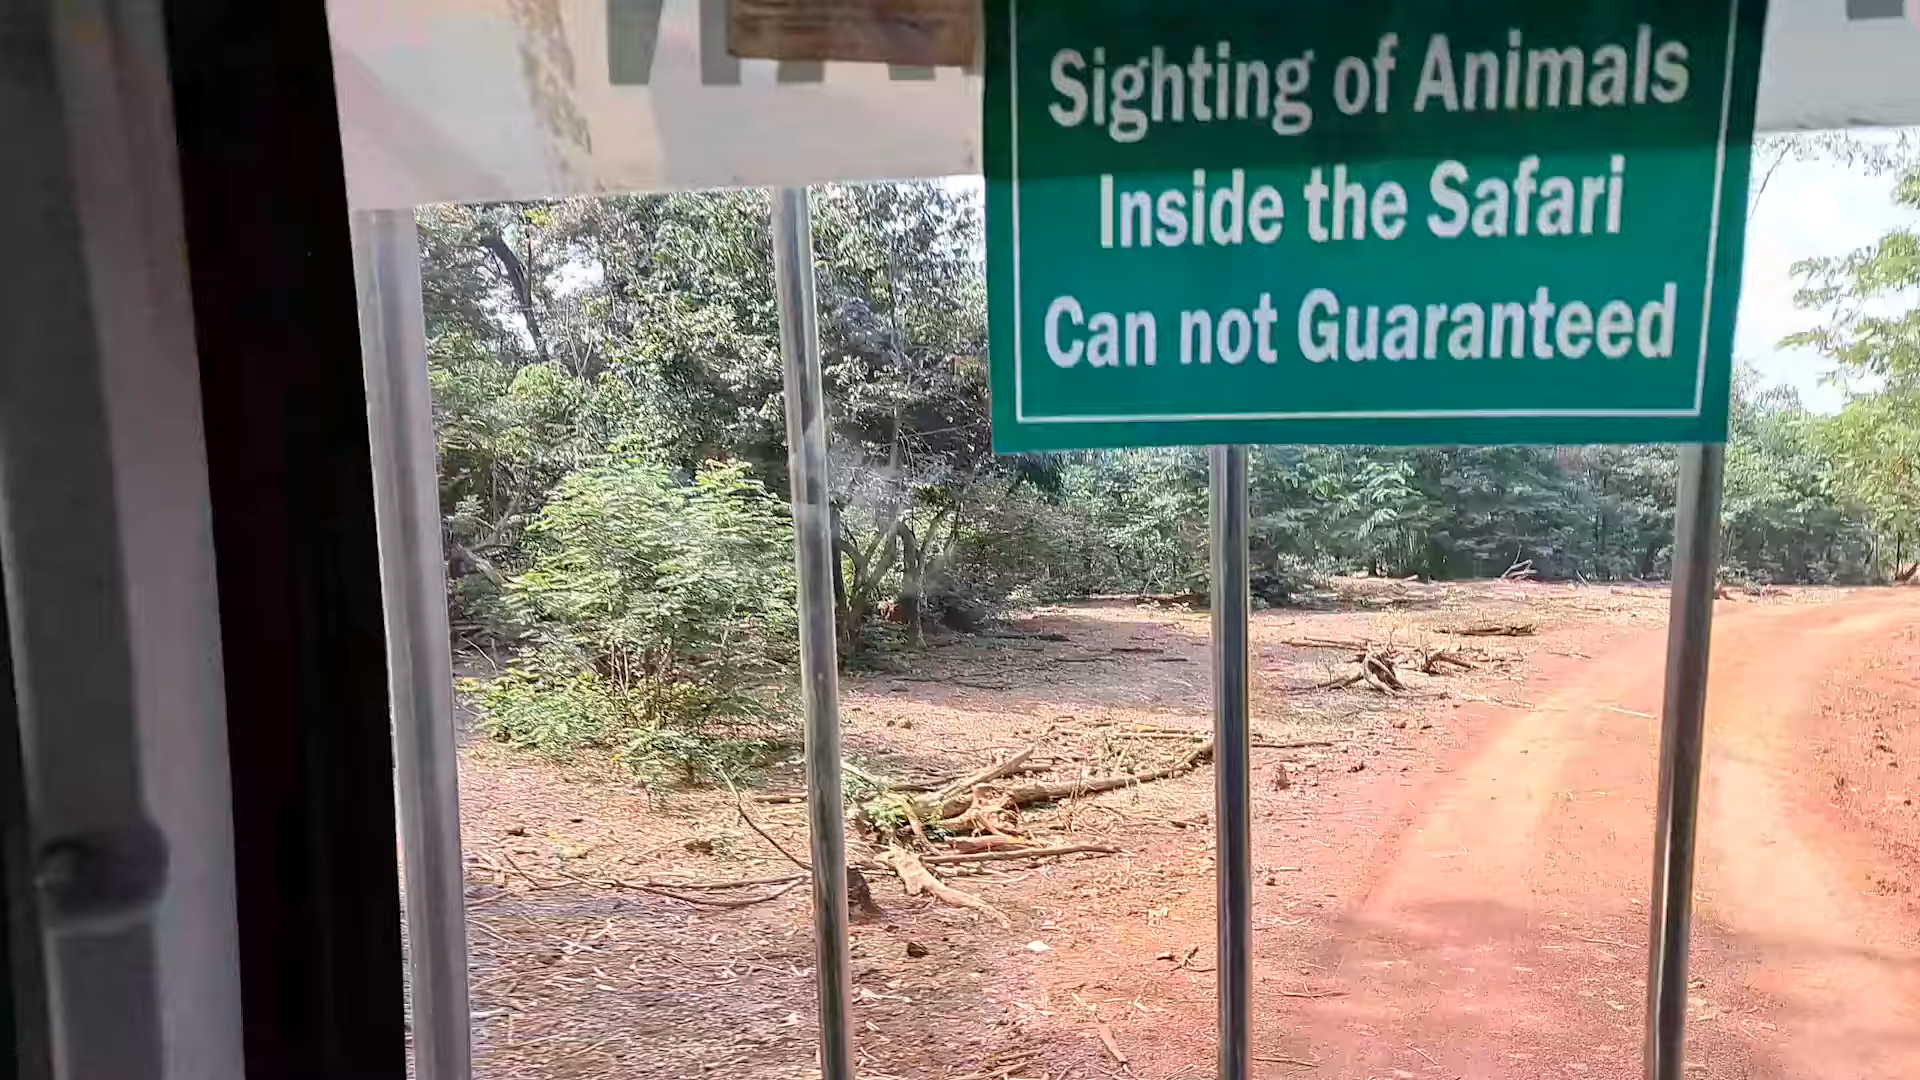 Sighting of Animals
Inside the Safari
Can not Guaranteed